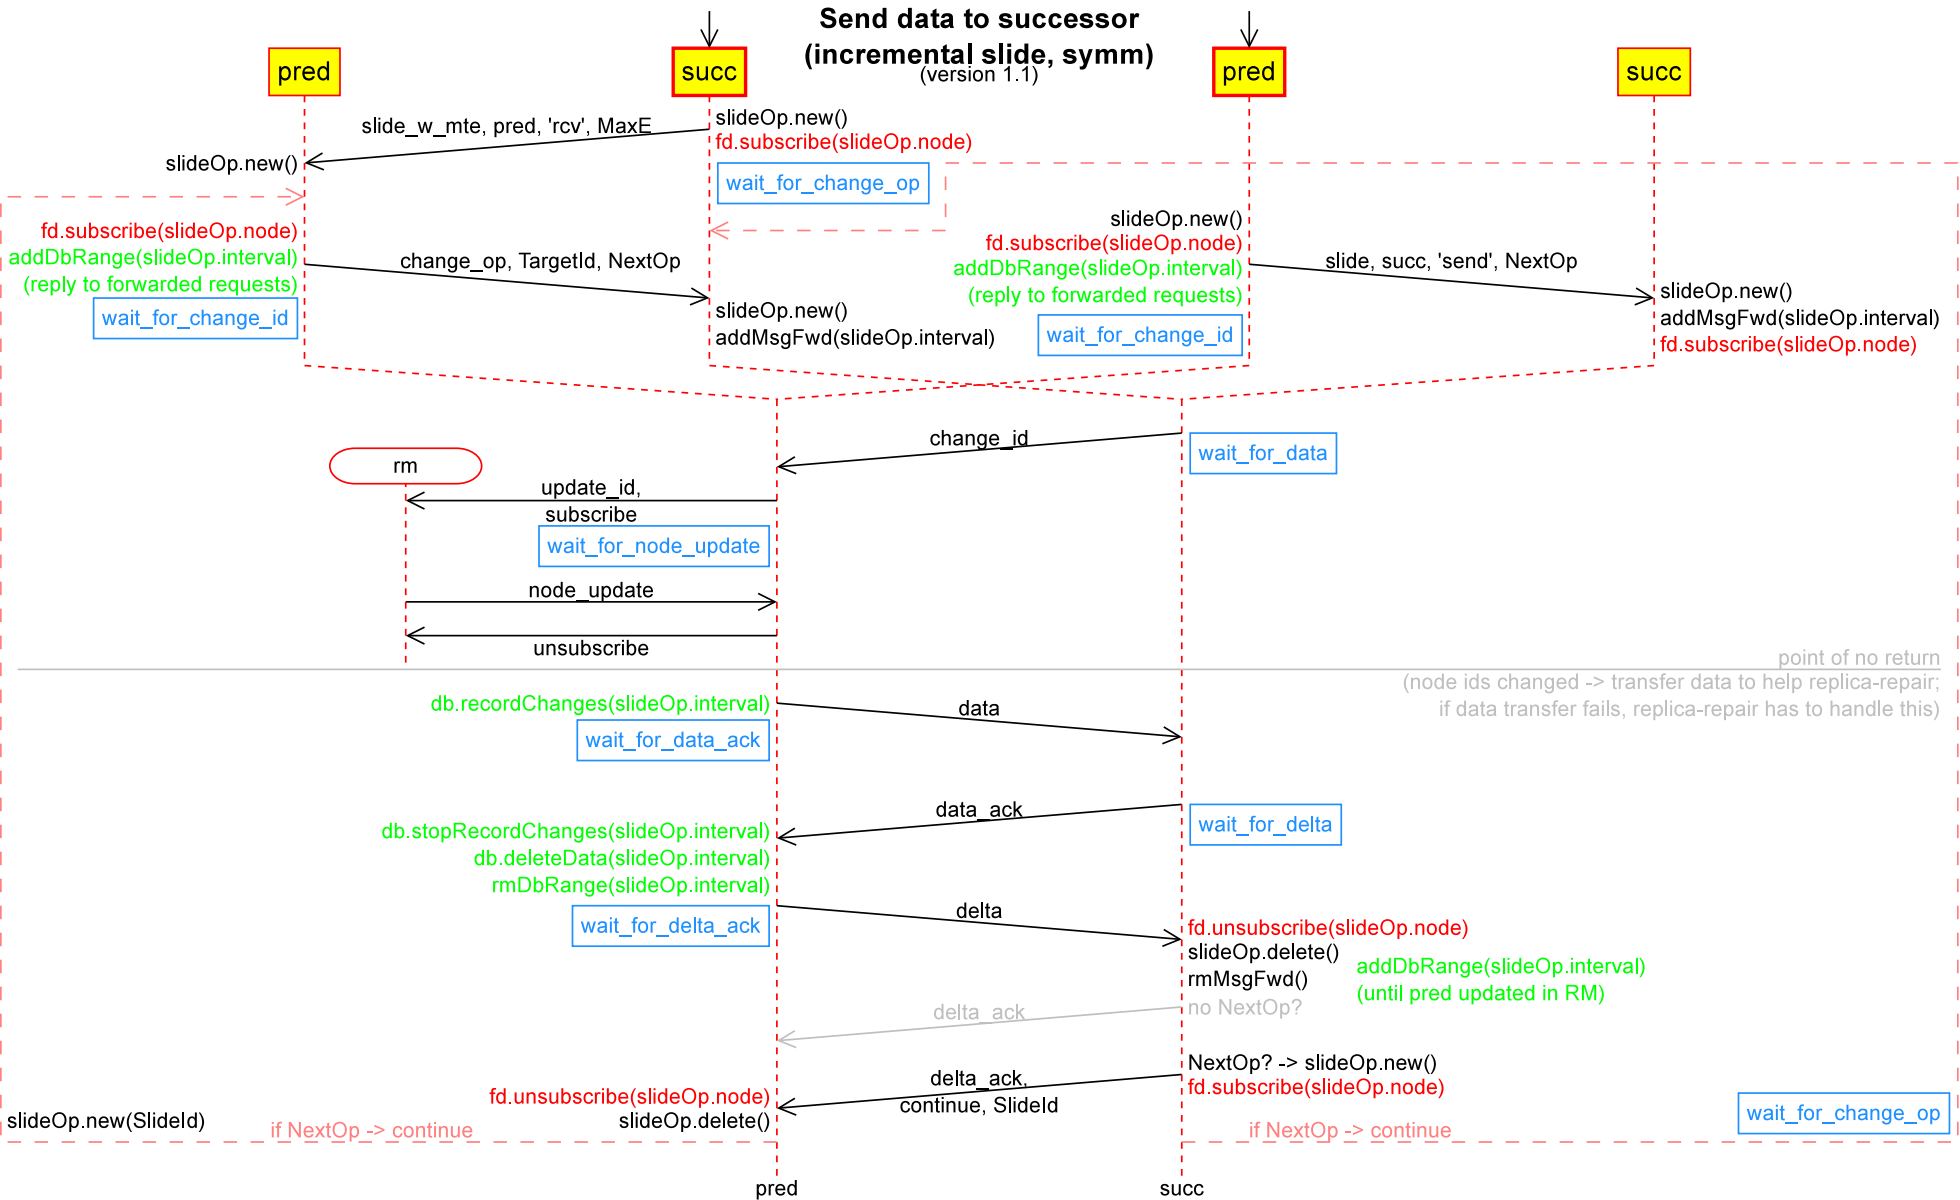 Send data to successor
(incremental slide, symm)
(version 1.1)
pred
succ
pred
succ
slide_w_mte, pred, 'rcv', MaxE
slideOp.new()
fd.subscribe(slideOp.node)
slideOp.new()
wait_for_change_op
slideOp.new()
fd.subscribe(slideOp.node)
addDbRange(slideOp.interval)
(reply to forwarded requests)
wait_for_change_id
change_op, TargetId, NextOp
slideOp.new()
addMsgFwd(slideOp.interval)
fd.subscribe(slideOp.node)
addDbRange(slideOp.interval)
(reply to forwarded requests)
wait_for_change_id
slide, succ, 'send', NextOp
slideOp.new()
addMsgFwd(slideOp.interval)
fd.subscribe(slideOp.node)
change_id
wait_for_data
rm
update_id,
subscribe
wait_for_node_update
node_update
unsubscribe
point of no return
(node ids changed -> transfer data to help replica-repair;
if data transfer fails, replica-repair has to handle this)
db.recordChanges(slideOp.interval)
data
wait_for_data_ack
data_ack
wait_for_delta
db.stopRecordChanges(slideOp.interval)
db.deleteData(slideOp.interval)
rmDbRange(slideOp.interval)
delta
wait_for_delta_ack
fd.unsubscribe(slideOp.node)
slideOp.delete()
rmMsgFwd()
addDbRange(slideOp.interval)
(until pred updated in RM)
no NextOp?
delta_ack
NextOp? -> slideOp.new()
fd.subscribe(slideOp.node)
delta_ack,
continue, SlideId
fd.unsubscribe(slideOp.node)
slideOp.delete()
slideOp.new(SlideId)
if NextOp -> continue
if NextOp -> continue
wait_for_change_op
pred
succ